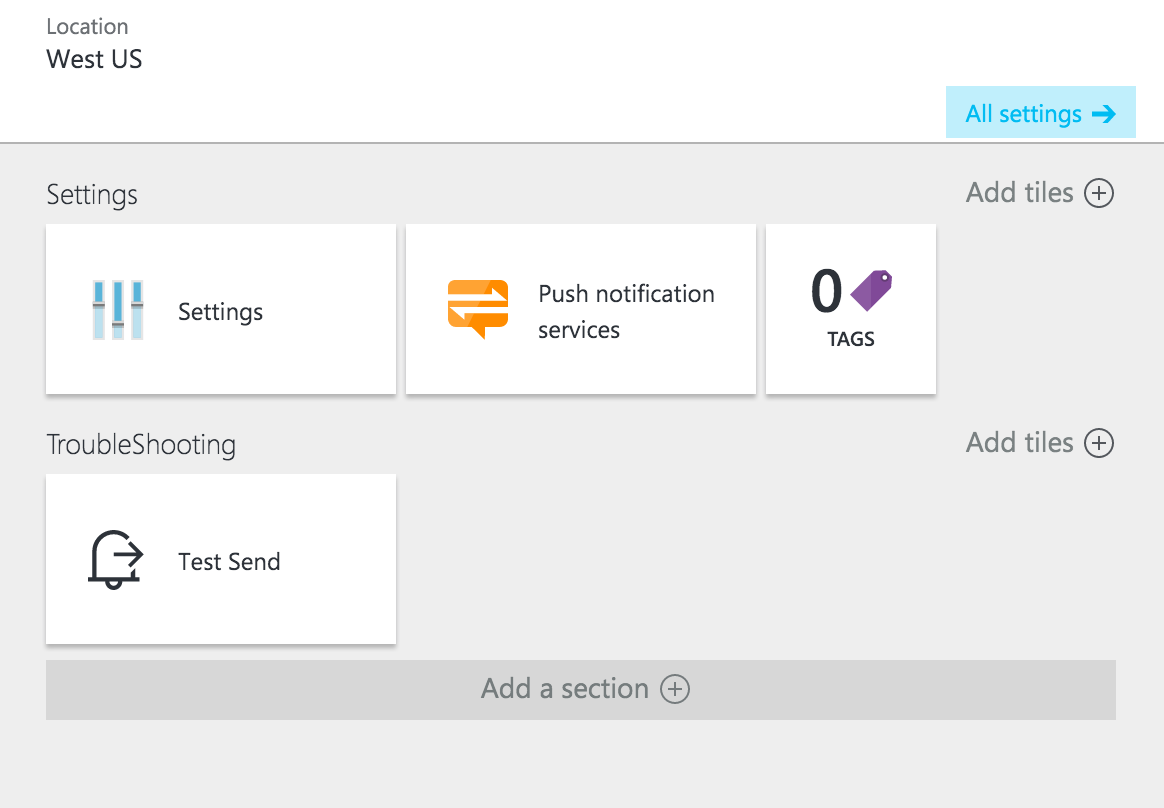 Location
West US
All settings
Settings
Add tiles
Settings
Push notification
services
0
TAGS
TroubleShooting
Add tiles
Test Send
Add a section